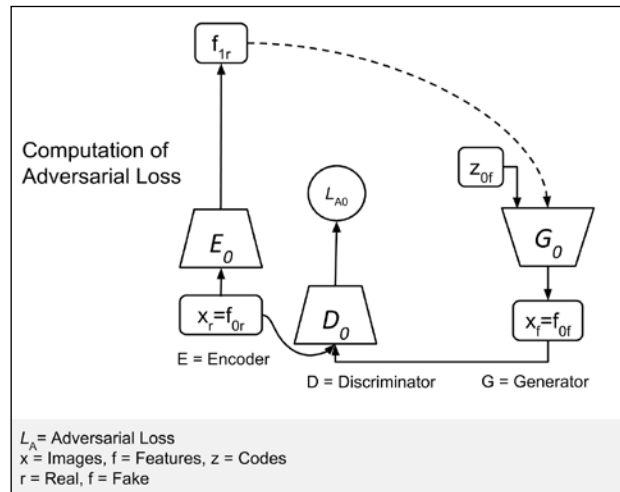 f1r
Computation of
Adversarial Loss
z0f
LA0
E0
G0
xr=f0r
D0
xf=f0f
E = Encoder
D = Discriminator
G = Generator
LA= Adversarial Loss
x = Images, f = Features, z = Codes
r = Real, f = Fake